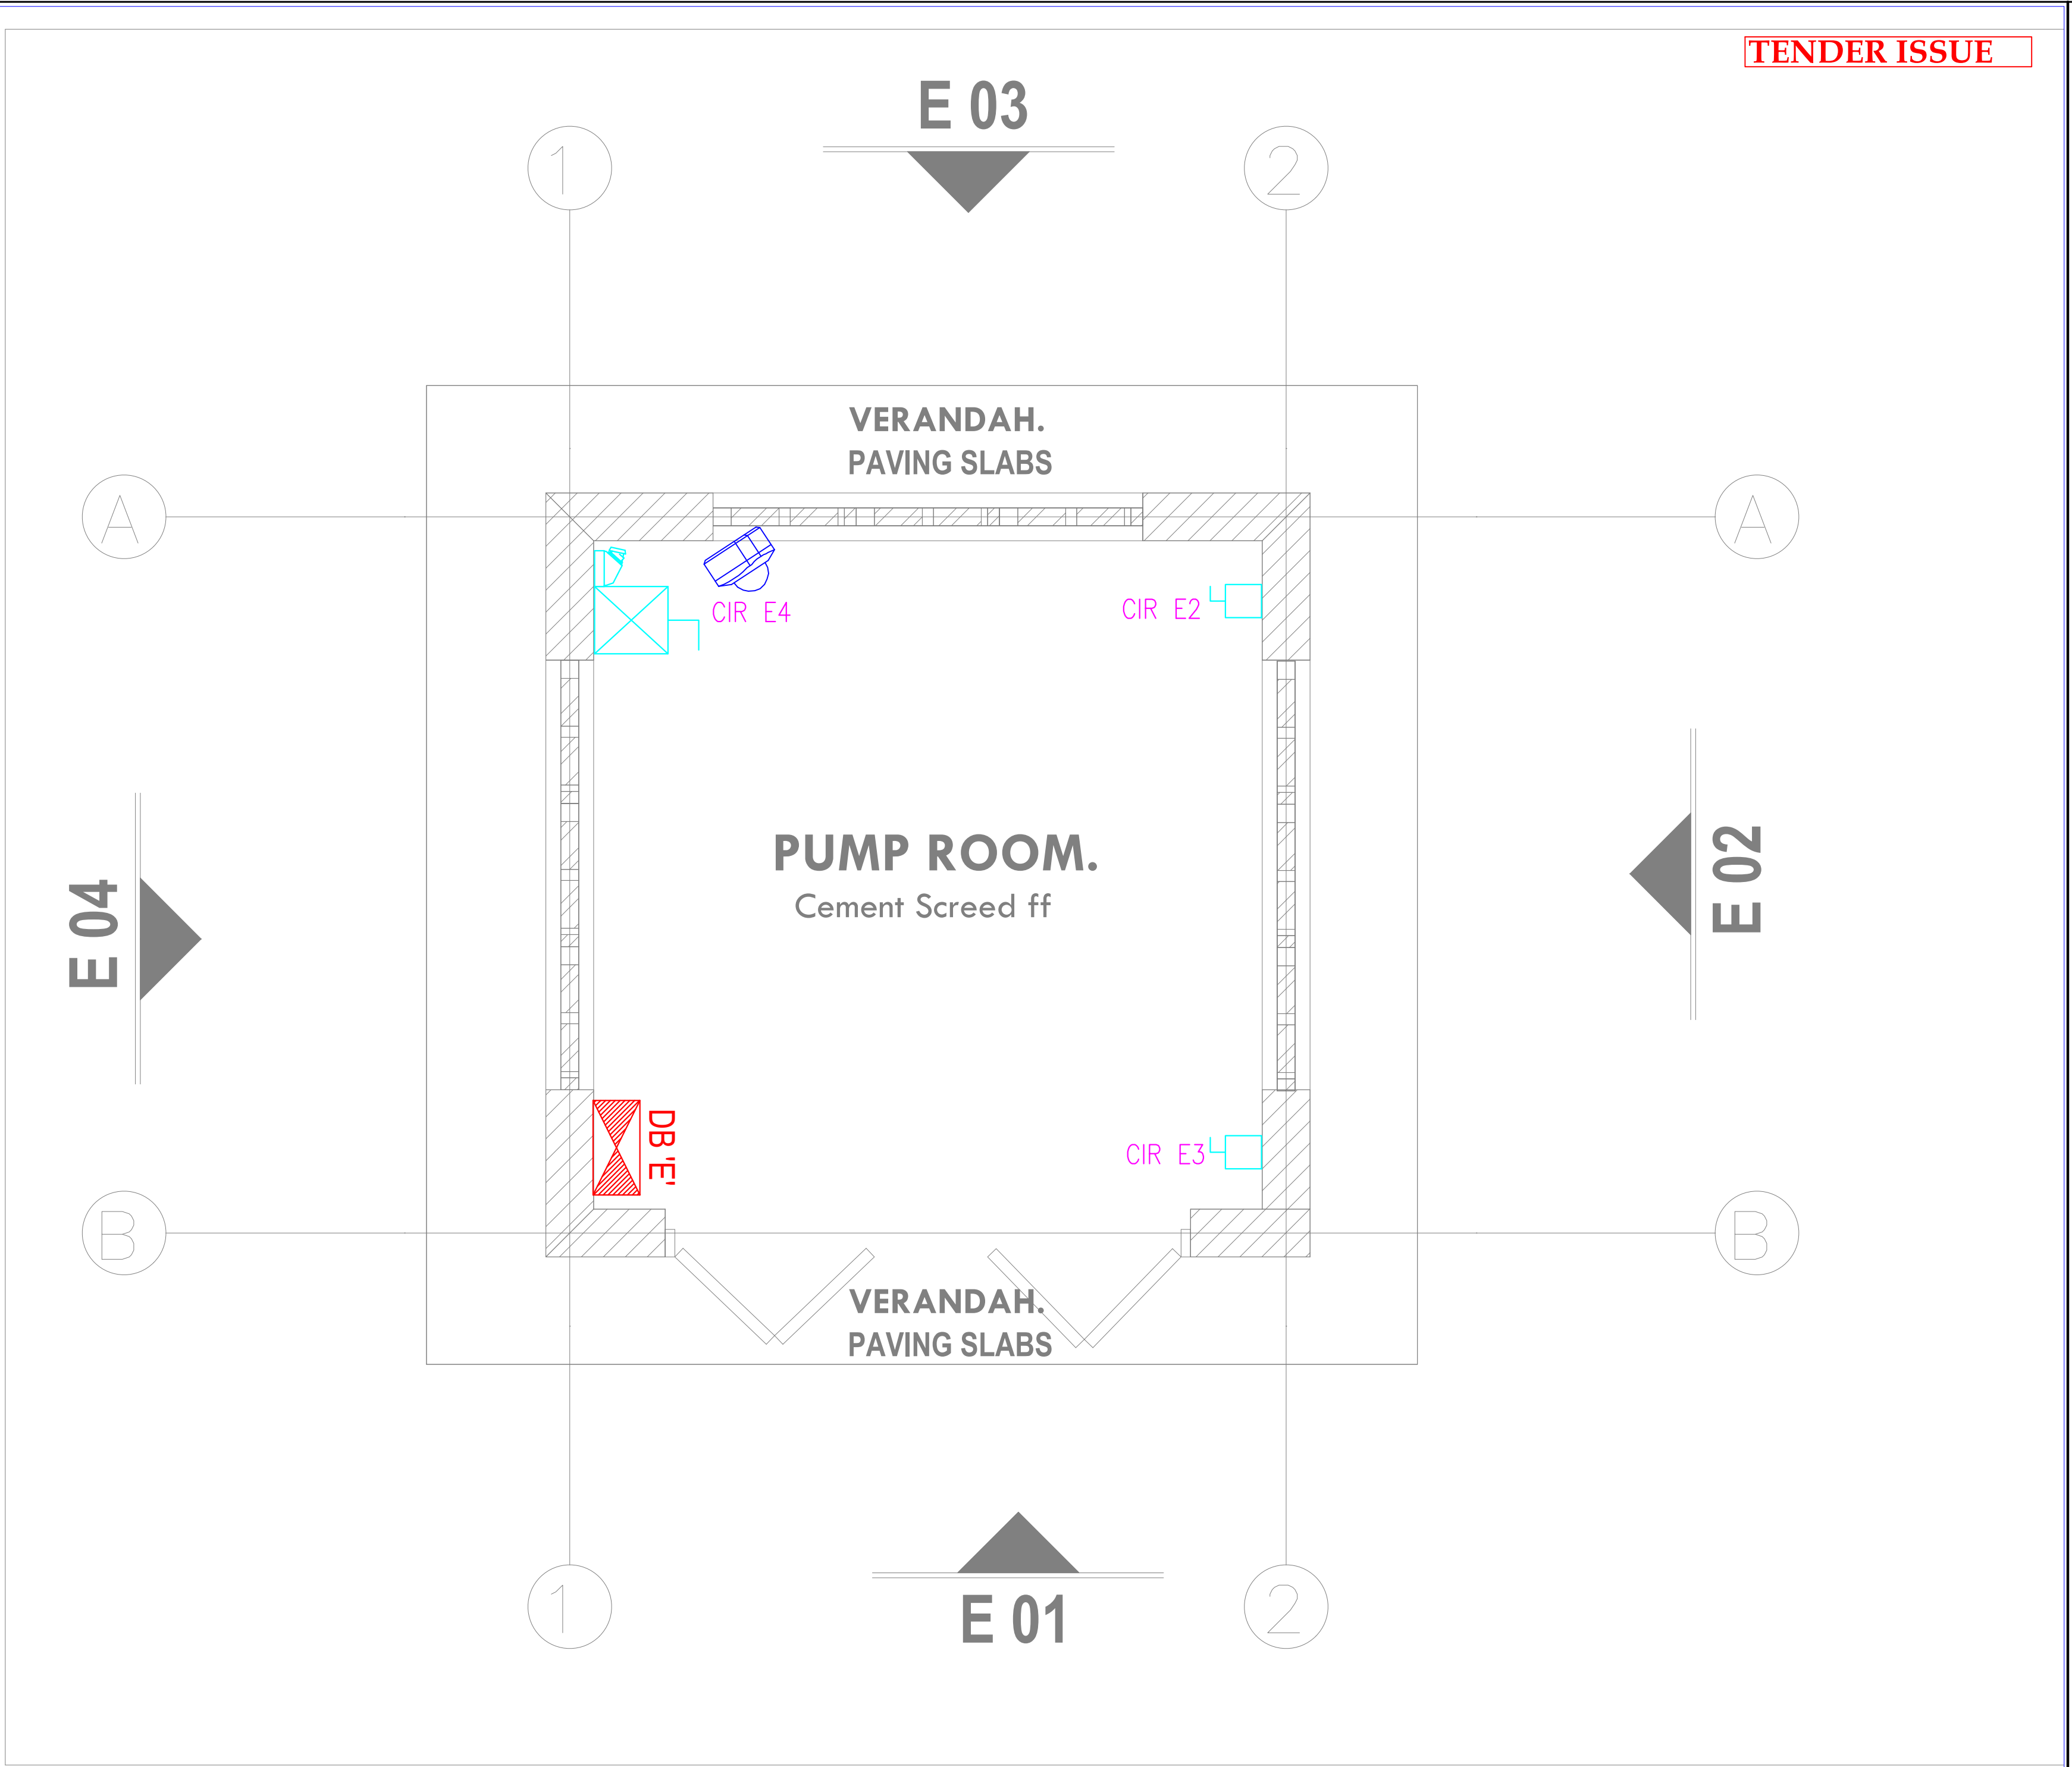 TENDER ISSUE
E 03
1
2
VERANDAH.
PAVING SLABS
A
A
CIR E4
CIR E2
PUMP ROOM.
Cement Screed ff
E 04
E 02
DB 'E'
CIR E3
B
B
VERANDAH.
PAVING SLABS
1
2
E 01